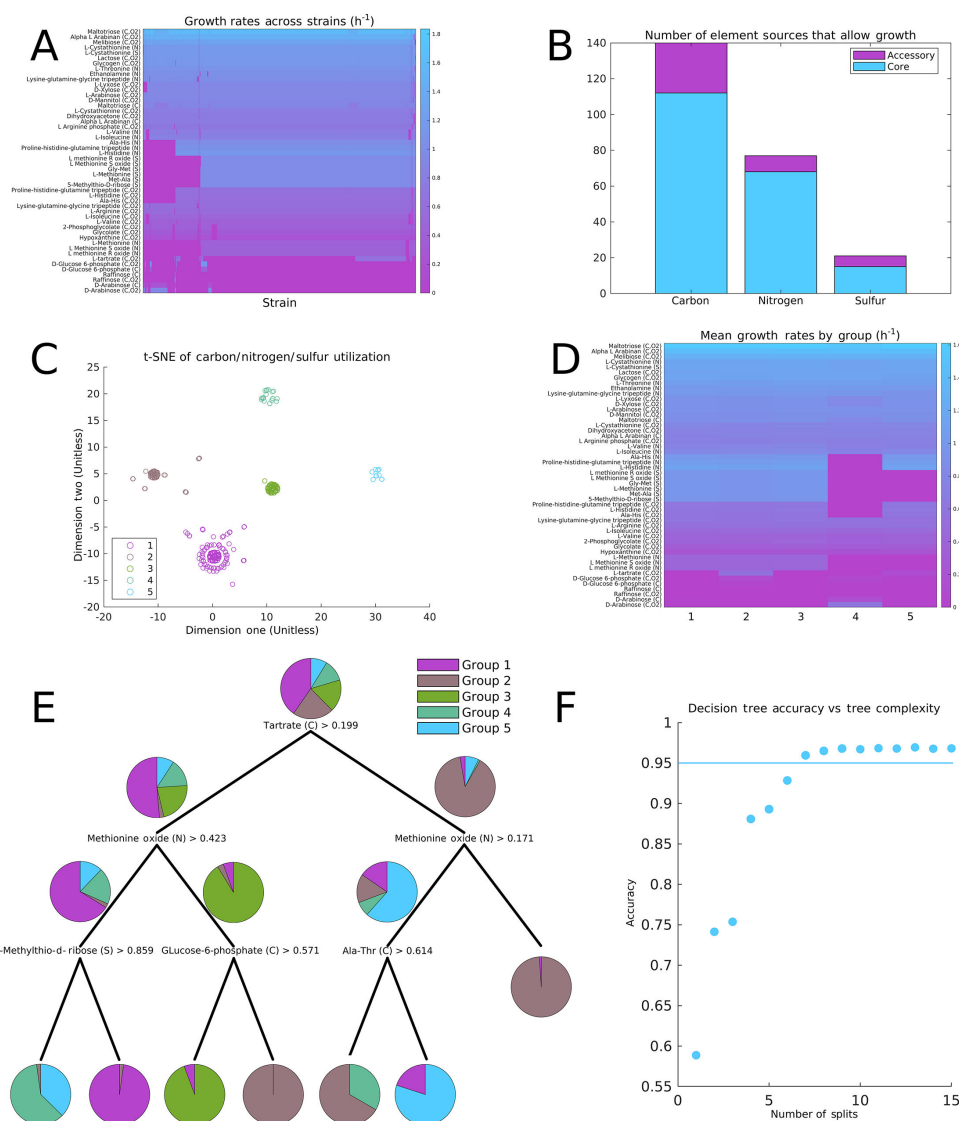 A
Growth rates across strains (h⁻¹)
Maltotriose (C,O2)
Alpha L Arabinan (C,O2)
Melibiose (C,O2)
L-Cystathionine (N)
L-Cystathionine (S)
Lactose (C,O2)
Glycogen (C,O2)
L-Threonine (N)
Ethanolamine (N)
Lysine-glutamine-glycine tripeptide (N)
L-Lyxose (C,O2)
D-Xylose (C,O2)
L-Arabinose (C,O2)
D-Mannitol (C,O2)
Maltotriose (C)
L-Cystathionine (C,O2)
Dihydroxyacetone (C,O2)
Alpha L Arabinan (C)
L Arginine phosphate (C,O2)
L-Valine (N)
L-Isoleucine (N)
Ala-His (N)
Proline-histidine-glutamine tripeptide (N)
L-Histidine (N)
L methionine R oxide (S)
L Methionine S oxide (S)
Gly-Met (S)
L-Methionine (S)
Met-Ala (S)
5-Methylthio-D-ribose (S)
Proline-histidine-glutamate tripeptide (C,O2)
L-Histidine (C,O2)
Ala-His (C,O2)
Lysine-glutamine-glycine tripeptide (C,O2)
L-Arginine (C,O2)
L-Isoleucine (C,O2)
L-Valine (C,O2)
2-Phosphoglycolate (C,O2)
Glycolate (C,O2)
Hypoxanthine (C,O2)
L-Methionine (N)
L Methionine S oxide (N)
L methionine R oxide (N)
L-tartrate (C,O2)
D-Glucose 6-phosphate (C,O2)
D-Glucose 6-phosphate (C)
Raffinose (C)
Raffinose (C,O2)
D-Arabinose (C)
D-Arabinose (C,O2)
Strain
1.8
1.6
1.4
1.2
1
0.8
0.6
0.4
0.2
0
B
Number of element sources that allow growth
Accessory
Core
140
120
100
80
60
40
20
0
Carbon Nitrogen Sulfur
C
t-SNE of carbon/nitrogen/sulfur utilization
Dimension two (Unitless)
25
20
15
10
5
0
-5
-10
-15
-20
1
2
3
4
5
-20 -10 0 10 20 30 40
Dimension one (Unitless)
D
Mean growth rates by group (h⁻¹)
Maltotriose (C,O2)
Alpha L Arabinan (C,O2)
Melibiose (C,O2)
L-Cystathionine (N)
L-Cystathionine (S)
Lactose (C,O2)
Glycogen (C,O2)
L-Threonine (N)
Ethanolamine (N)
Lysine-glutamine-glycine tripeptide (N)
L-Lyxose (C,O2)
D-Xylose (C,O2)
L-Arabinose (C,O2)
D-Mannitol (C,O2)
Maltotriose (C)
L-Cystathionine (C,O2)
Dihydroxyacetone (C,O2)
Alpha L Arabinan (C)
L Arginine phosphate (C,O2)
L-Valine (N)
L-Isoleucine (N)
Ala-His (N)
Proline-histidine-glutamine tripeptide (N)
L-Histidine (N)
L methionine R oxide (S)
L Methionine S oxide (S)
Gly-Met (S)
L-Methionine (S)
Met-Ala (S)
5-Methylthio-D-ribose (S)
Proline-histidine-glutamate tripeptide (C,O2)
L-Histidine (C,O2)
Ala-His (C,O2)
Lysine-glutamine-glycine tripeptide (C,O2)
L-Arginine (C,O2)
L-Isoleucine (C,O2)
L-Valine (C,O2)
2-Phosphoglycolate (C,O2)
Glycolate (C,O2)
Hypoxanthine (C,O2)
L-Methionine (N)
L Methionine S oxide (N)
L methionine R oxide (N)
L-tartrate (C,O2)
D-Glucose 6-phosphate (C,O2)
D-Glucose 6-phosphate (C)
Raffinose (C)
Raffinose (C,O2)
D-Arabinose (C)
D-Arabinose (C,O2)
1 2 3 4 5
E
Group 1
Group 2
Group 3
Group 4
Group 5
Tartrate (C) > 0.199
Methionine oxide (N) > 0.423
Methionine oxide (N) > 0.171
-Methylthio-d- ribose (S) > 0.859
GLucose-6-phosphate (C) > 0.571
Ala-Thr (C) > 0.614
F
Decision tree accuracy vs tree complexity
Accuracy
1
0.95
0.9
0.85
0.8
0.75
0.7
0.65
0.6
0.55
0 5 10 15
Number of splits